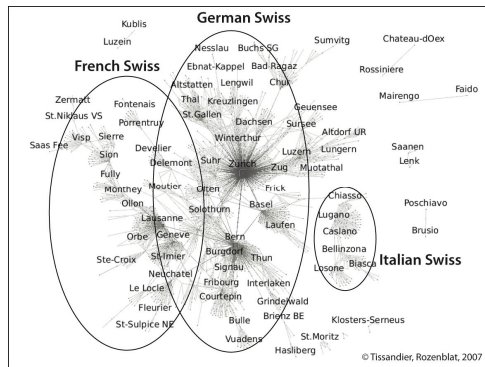 German Swiss
Kublis
Luzein
Nesslau
Buchs SG
Sumvitg
Chateau-dOex
French Swiss
Ebnat-Kappel
Bad-Ragaz
Rossiniere
Altstatten
Lengwil
Chur
Zermatt
Fontenais
Thal
Kreuzlingen
Geuensee
Mairengo
Faido
St.Niklaus VS
Porrentruy
St.Gallen
Dachsen
Sursee
Visp
Sierre
Develier
Winterthur
Altdorf UR
Saas Fee
Sion
Delemont
Suhr
Zürich
Luzern
Lungern
Saanen
Fully
Zug
Muotathal
Lenk
Monthey
Moutier
Olten
Frick
Chiasso
Ollon
Solothurn
Basel
Lugano
Poschiavo
Lausanne
Laufen
Caslano
Orbe
Geneve
Bern
Bellinzona
Brusio
St-Imier
Burgdorf
Thun
Biasca
Italian Swiss
Ste-Croix
Signau
Losone
Neuchatel
Fribourg
Interlaken
Le Locle
Courtepin
Grindelwald
Fleurier
Brienz BE
Klosters-Serneus
St-Sulpice NE
Bulle
St.Moritz
Vuadens
Hasliberg
© Tissandier, Rozenblat, 2007